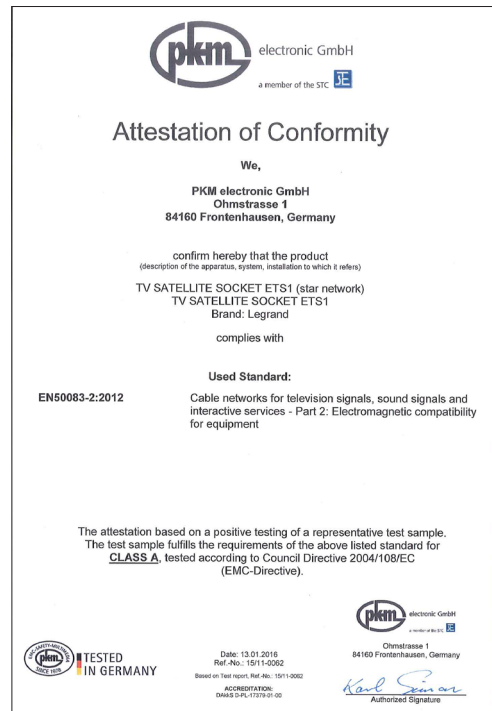 pkm electronic GmbH
a member of the STC
Attestation of Conformity
We,
PKM electronic GmbH
Ohmstrasse 1
84160 Frontenhausen, Germany
confirm hereby that the product
(description of the apparatus, system, installation to which it refers)
TV SATELLITE SOCKET ETS1 (star network)
TV SATELLITE SOCKET ETS1
Brand: Legrand
complies with
Used Standard:
EN50083-2:2012
Cable networks for television signals, sound signals and
interactive services - Part 2: Electromagnetic compatibility
for equipment
The attestation based on a positive testing of a representative test sample.
The test sample fulfills the requirements of the above listed standard for
CLASS A, tested according to Council Directive 2004/108/EC
(EMC-Directive).
pkm electronic GmbH
a member of the STC
EMC-SAFETY-MULTIMEDIA
pkm
SINCE 1978
TESTED
IN GERMANY
Date: 13.01.2016
Ref.-No.: 15/11-0062
Based on Test report, Ref.-No.: 15/11-0062
ACCREDITATION:
DAkkS D-PL-17379-01-00
Ohmstrasse 1
84160 Frontenhausen, Germany
Authorized Signature